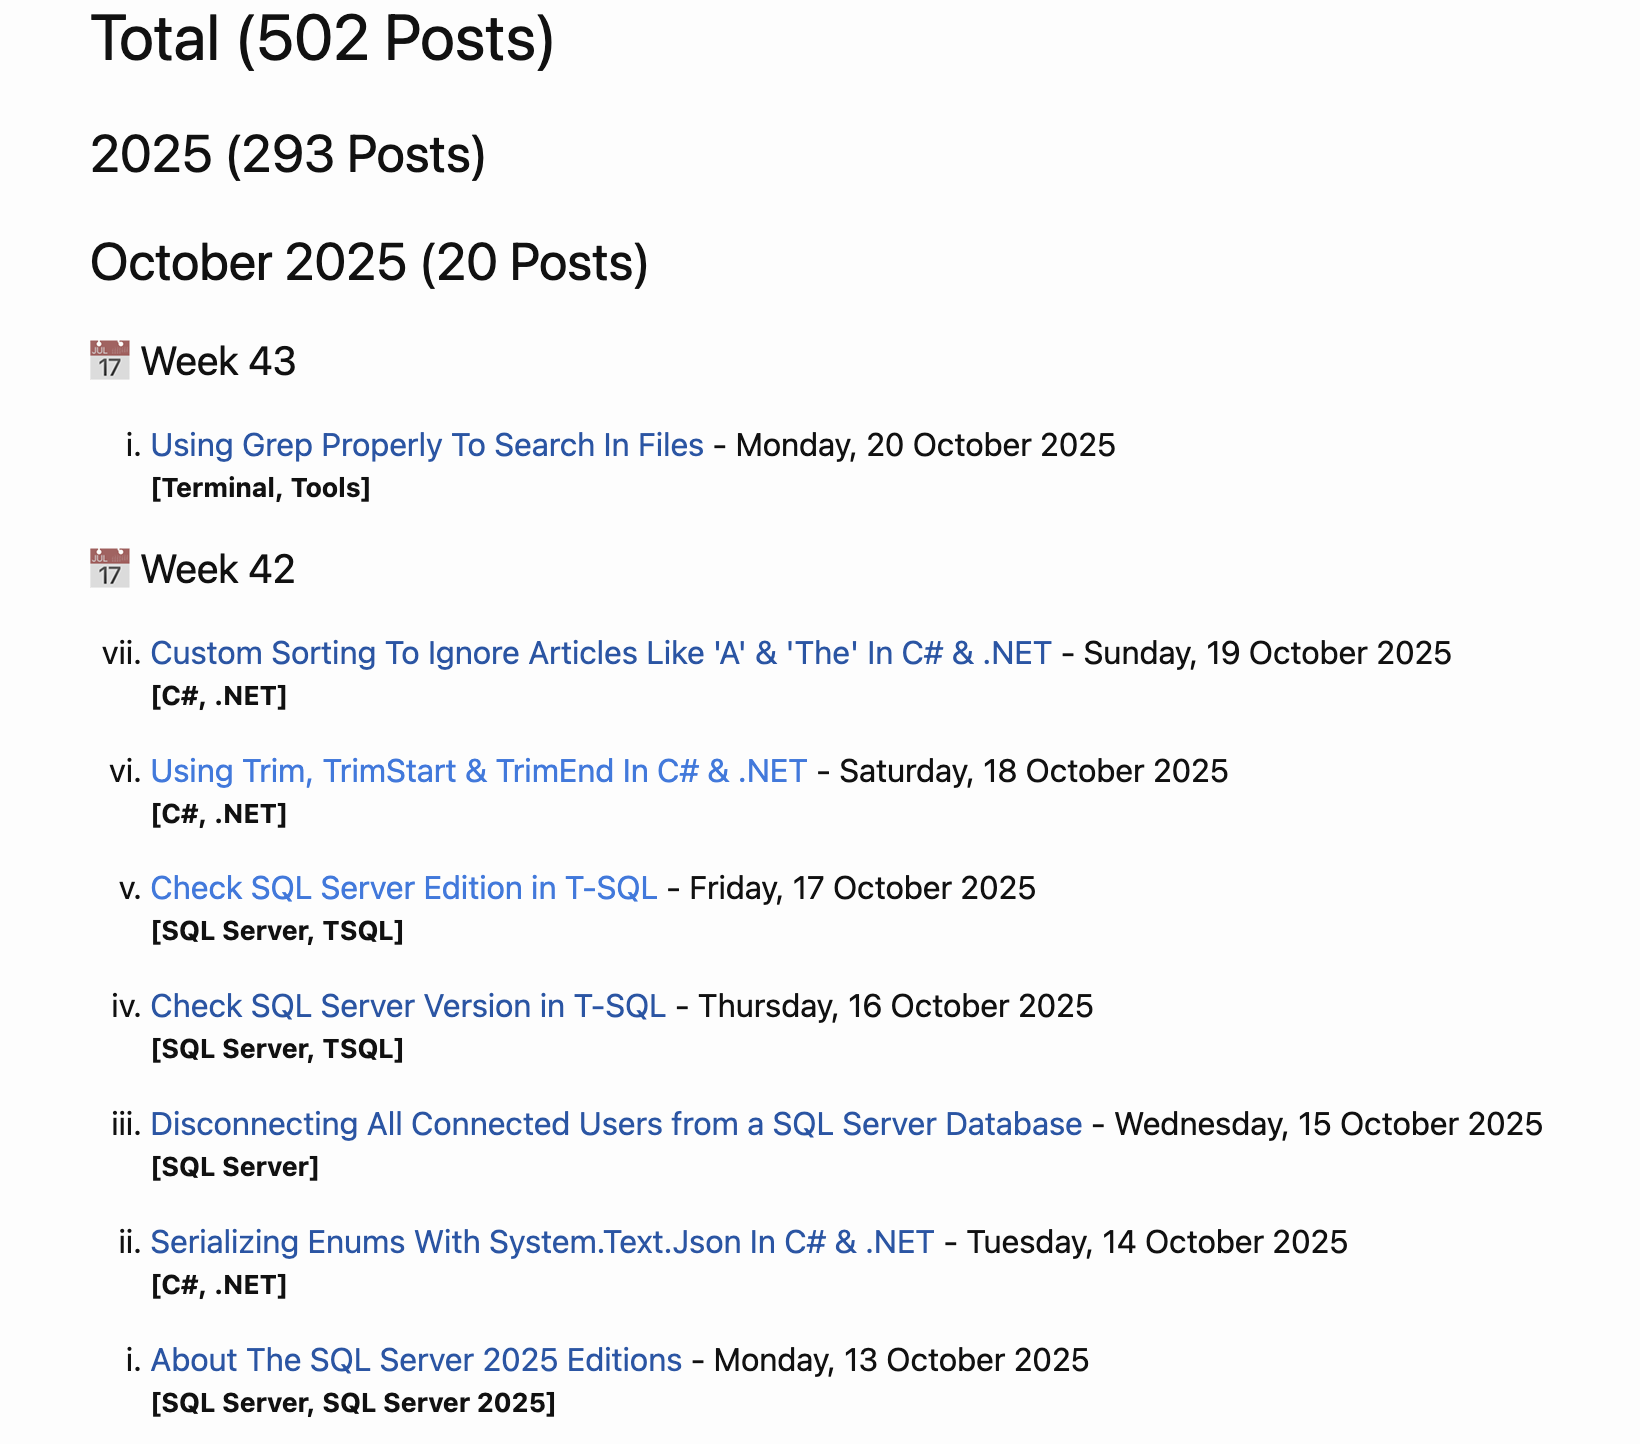 Total (502 Posts)
2025 (293 Posts)
October 2025 (20 Posts)
JUL
17
Week 43
i. Using Grep Properly To Search In Files - Monday, 20 October 2025
[Terminal, Tools]
JUL
17
Week 42
vii. Custom Sorting To Ignore Articles Like 'A' & 'The' In C# & .NET - Sunday, 19 October 2025
[C#, .NET]
vi. Using Trim, TrimStart & TrimEnd In C# & .NET - Saturday, 18 October 2025
[C#, .NET]
v. Check SQL Server Edition in T-SQL - Friday, 17 October 2025
[SQL Server, TSQL]
iv. Check SQL Server Version in T-SQL - Thursday, 16 October 2025
[SQL Server, TSQL]
iii. Disconnecting All Connected Users from a SQL Server Database - Wednesday, 15 October 2025
[SQL Server]
ii. Serializing Enums With System.Text.Json In C# & .NET - Tuesday, 14 October 2025
[C#, .NET]
i. About The SQL Server 2025 Editions - Monday, 13 October 2025
[SQL Server, SQL Server 2025]